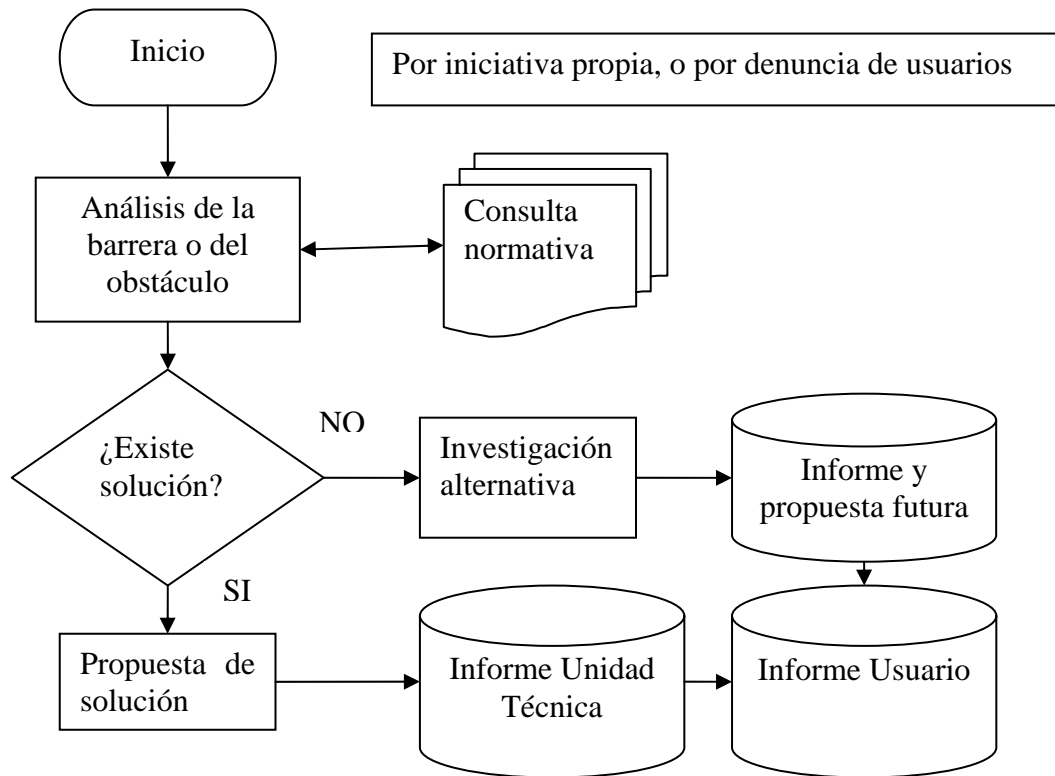 Inicio
Por iniciativa propia, o por denuncia de usuarios
Análisis de la
barrera o del
obstáculo
Consulta
normativa
¿Existe
solución?
NO
Investigación
alternativa
Informe y
propuesta futura
SI
Propuesta de
solución
Informe Unidad
Técnica
Informe Usuario